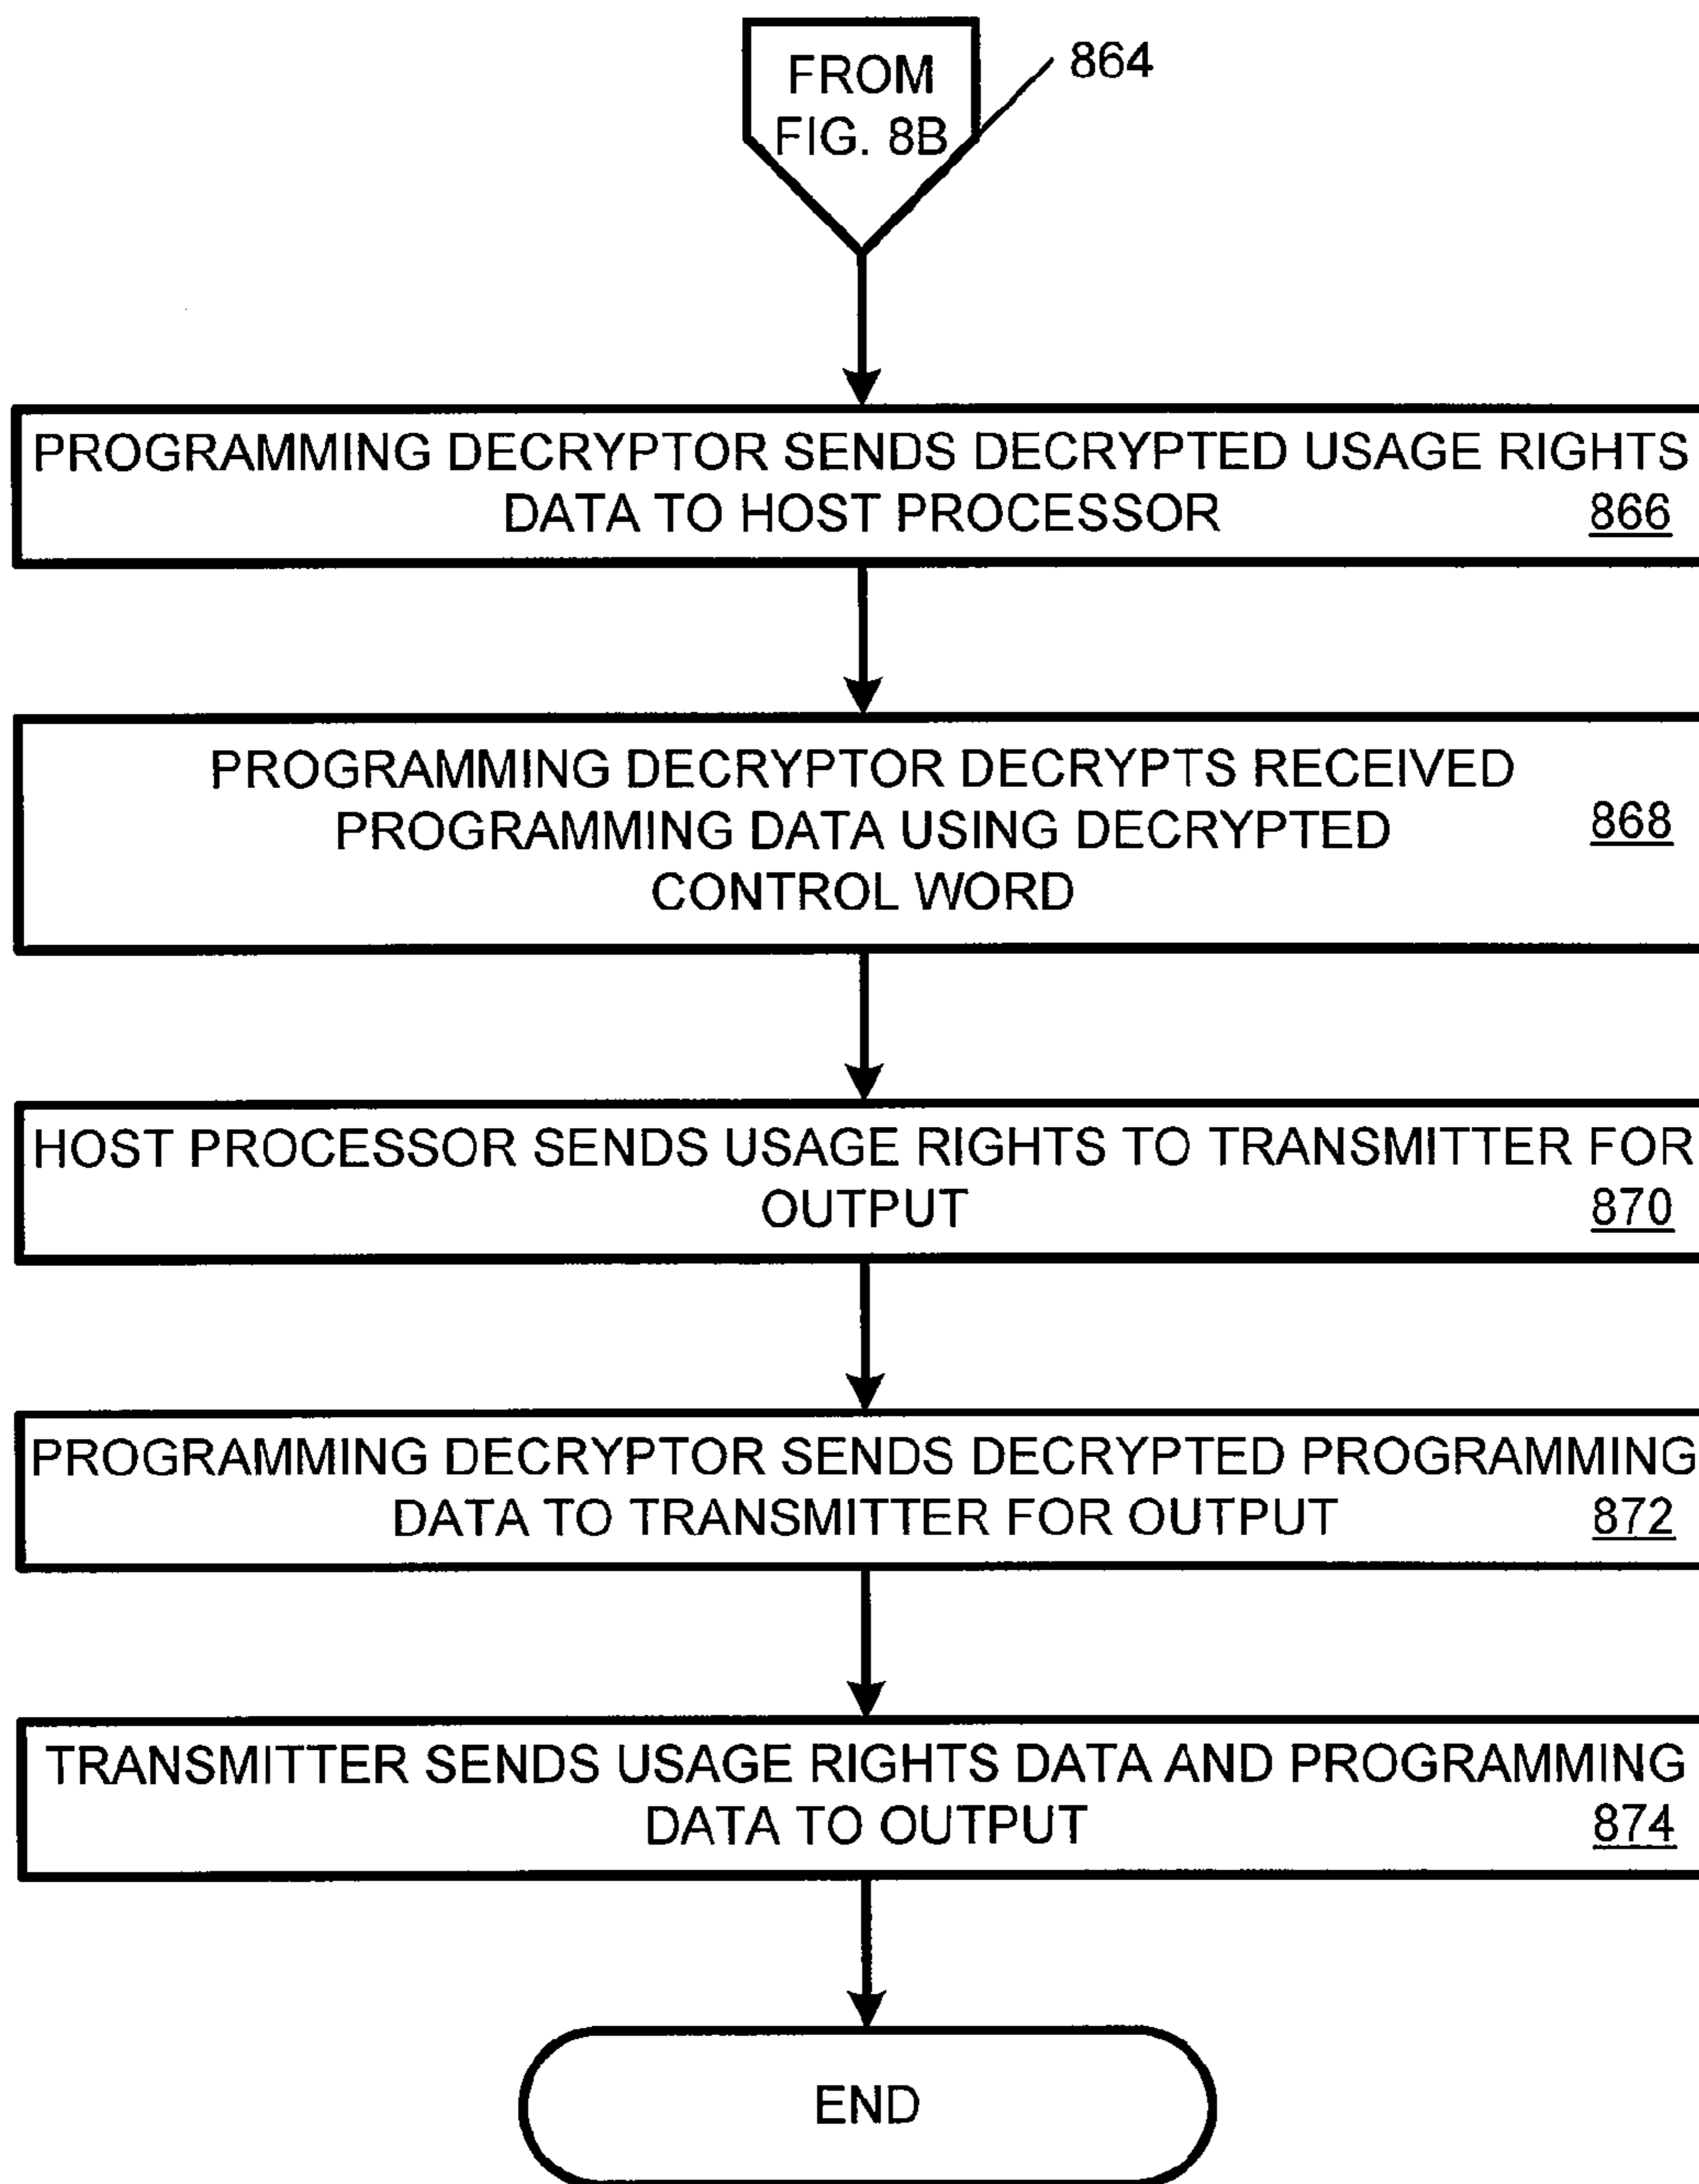 FROM
FIG. 8B
864
PROGRAMMING DECRYPTOR SENDS DECRYPTED USAGE RIGHTS
DATA TO HOST PROCESSOR 866
PROGRAMMING DECRYPTOR DECRYPTS RECEIVED
PROGRAMMING DATA USING DECRYPTED 868
CONTROL WORD
HOST PROCESSOR SENDS USAGE RIGHTS TO TRANSMITTER FOR
OUTPUT 870
PROGRAMMING DECRYPTOR SENDS DECRYPTED PROGRAMMING
DATA TO TRANSMITTER FOR OUTPUT 872
TRANSMITTER SENDS USAGE RIGHTS DATA AND PROGRAMMING
DATA TO OUTPUT 874
END